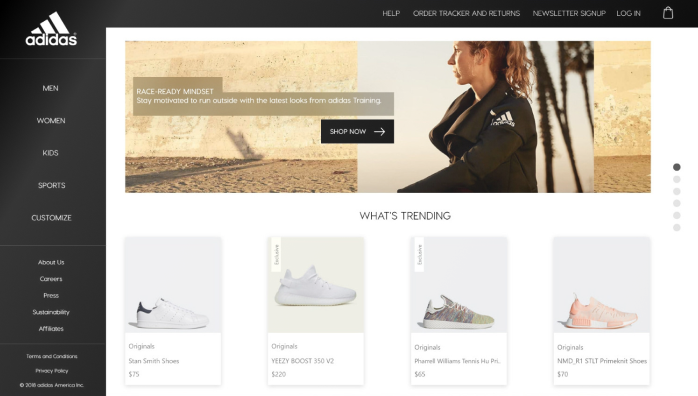 adidas
HELP
ORDER TRACKER AND RETURNS
NEWSLETTER SIGNUP
LOG IN
MEN
WOMEN
KIDS
SPORTS
CUSTOMIZE
About Us
Careers
Press
Sustainability
Affiliates
Terms and Conditions
Privacy Policy
© 2018 adidas America Inc.
RACE-READY MINDSET
Stay motivated to run outside with the latest looks from adidas Training.
SHOP NOW
adidas
WHAT'S TRENDING
Originals
Stan Smith Shoes
$75
Exclusive
Originals
YEEZY BOOST 350 V2
$220
Exclusive
Originals
Pharrell Williams Tennis Hu Pri..
$65
Originals
NMD_R1 STLT Primeknit Shoes
$70